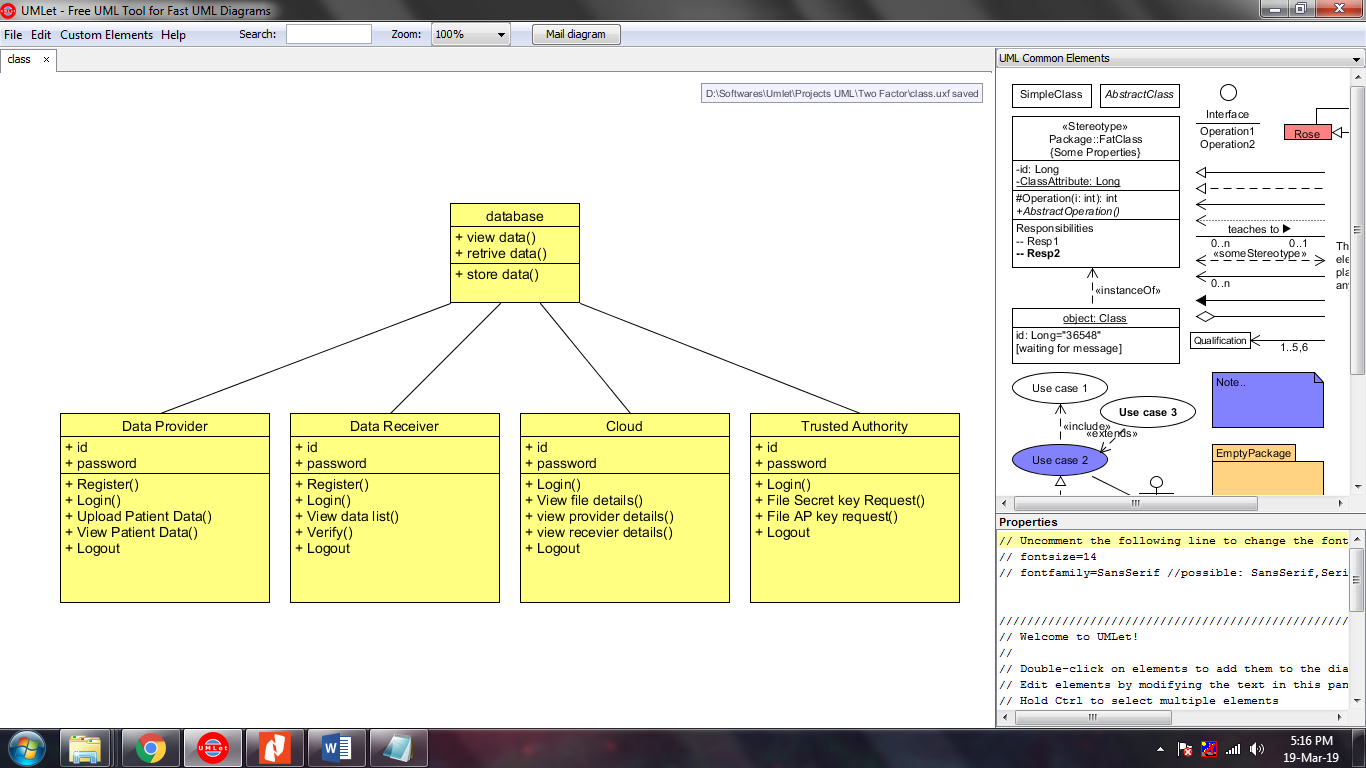 UMLet - Free UML Tool for Fast UML Diagrams
File Edit Custom Elements Help Search: Zoom: 100% Mail diagram
class
D:\Softwares\Umlet\Projects UML\Two Factor\class.uxf saved
database
+ view data()
+ retrive data()
+ store data()
Data Provider
+ id
+ password
+ Register()
+ Login()
+ Upload Patient Data()
+ View Patient Data()
+ Logout
Data Receiver
+ id
+ password
+ Register()
+ Login()
+ View data list()
+ Verify()
+ Logout
Cloud
+ id
+ password
+ Login()
+ View file details()
+ view provider details()
+ view recevier details()
+ Logout
Trusted Authority
+ id
+ password
+ Login()
+ File Secret key Request()
+ File AP key request()
+ Logout
UML Common Elements
SimpleClass
AbstractClass
«Stereotype»
Package::FatClass
{Some Properties}
-id: Long
-ClassAttribute: Long
#Operation(i: int): int
+AbstractOperation()
Responsibilities
-- Resp1
-- Resp2
«instanceOf»
object: Class
id: Long="36548"
[waiting for message]
Interface
Operation1
Operation2
Rose
teaches to
0..n 0..1
«someStereotype»
0..n
Qualification
1..5,6
Th
ele
pla
an
Use case 1
Use case 3
«include»
«extends»
Use case 2
Note..
EmptyPackage
Properties
// Uncomment the following line to change the font
// fontsize=14
// fontfamily=SansSerif //possible: SansSerif,Seri
//////////////////////////////////////////////////
// Welcome to UMLet!
//
// Double-click on elements to add them to the dia
// Edit elements by modifying the text in this pan
// Hold Ctrl to select multiple elements
UMLet
5:16 PM
19-Mar-19